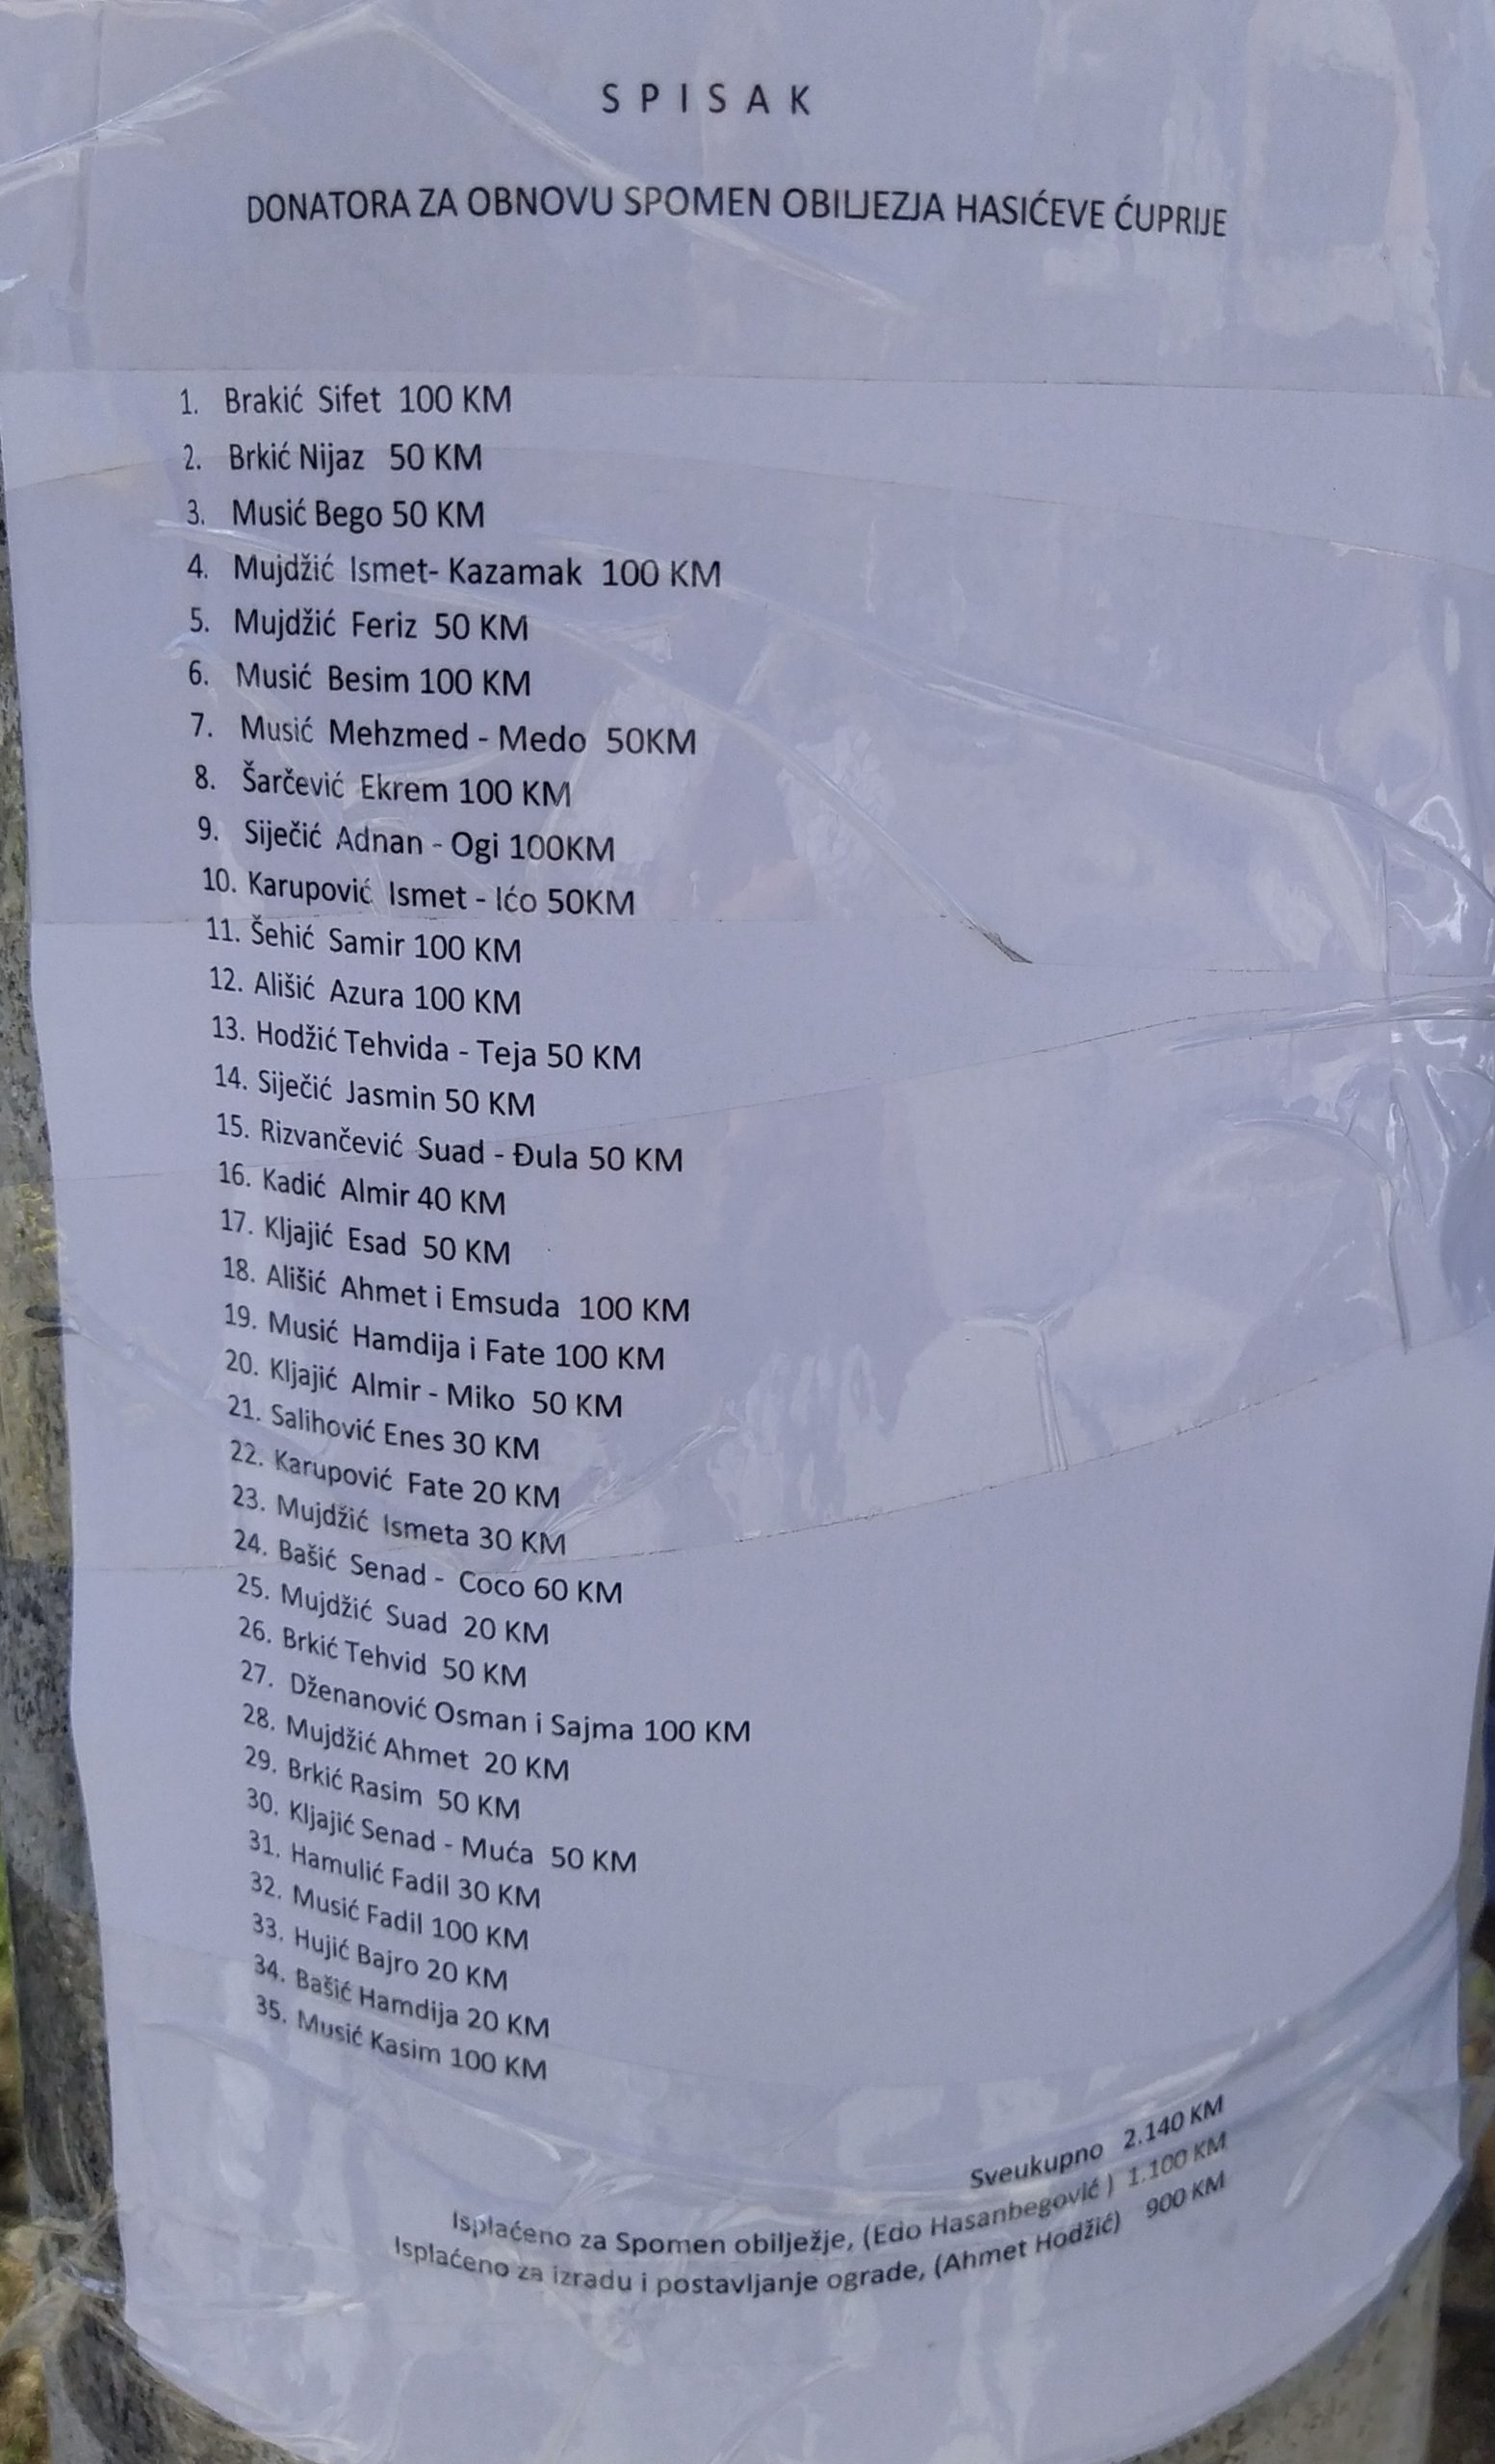 S P I S A K
DONATORA ZA OBNOVU SPOMEN OBILJEZJA HASIĆEVE ĆUPRIJE
1. Brakić Sifet 100 KM
2. Brkić Nijaz 50 KM
3. Musić Bego 50 KM
4. Mujdžić Ismet- Kazamak 100 KM
5. Mujdžić Feriz 50 KM
6. Musić Besim 100 KM
7. Musić Mehzmed - Medo 50KM
8. Šarčević Ekrem 100 KM
9. Siječić Adnan - Ogi 100KM
10. Karupović Ismet - Ićo 50KM
11. Šehić Samir 100 KM
12. Ališić Azura 100 KM
13. Hodžić Tehvida - Teja 50 KM
14. Siječić Jasmin 50 KM
15. Rizvančević Suad - Đula 50 KM
16. Kadić Almir 40 KM
17. Kljajić Esad 50 KM
18. Ališić Ahmet i Emsuda 100 KM
19. Musić Hamdija i Fate 100 KM
20. Kljajić Almir - Miko 50 KM
21. Salihović Enes 30 KM
22. Karupović Fate 20 KM
23. Mujdžić Ismeta 30 KM
24. Bašić Senad - Coco 60 KM
25. Mujdžić Suad 20 KM
26. Brkić Tehvid 50 KM
27. Dženanović Osman i Sajma 100 KM
28. Mujdžić Ahmet 20 KM
29. Brkić Rasim 50 KM
30. Kljajić Senad - Muća 50 KM
31. Hamulić Fadil 30 KM
32. Musić Fadil 100 KM
33. Hujić Bajro 20 KM
34. Bašić Hamdija 20 KM
35. Musić Kasim 100 KM
Sveukupno 2.140 KM
Isplaćeno za Spomen obilježje, (Edo Hasanbegović ) 1.100 KM
Isplaćeno za izradu i postavljanje ograde, (Ahmet Hodžić) 900 KM